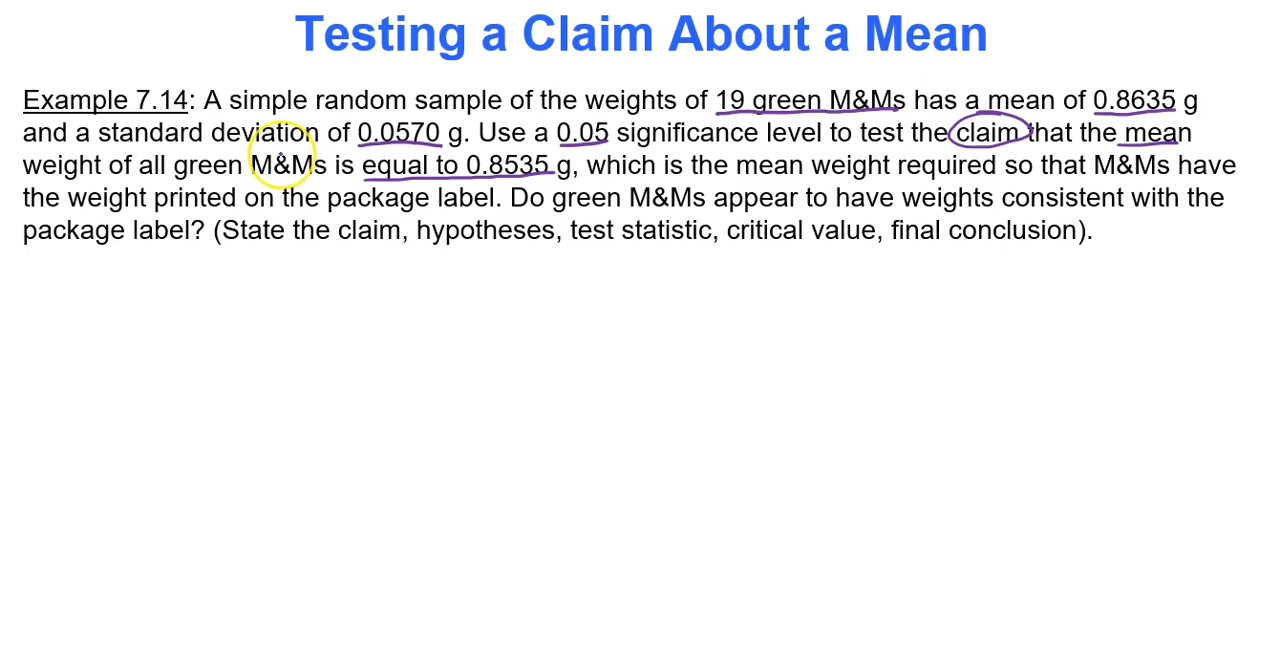 Testing a Claim About a Mean
Example 7.14: A simple random sample of the weights of 19 green M&Ms has a mean of 0.8635 g
and a standard deviation of 0.0570 g. Use a 0.05 significance level to test the claim that the mean
weight of all green M&Ms is equal to 0.8535 g, which is the mean weight required so that M&Ms have
the weight printed on the package label. Do green M&Ms appear to have weights consistent with the
package label? (State the claim, hypotheses, test statistic, critical value, final conclusion).